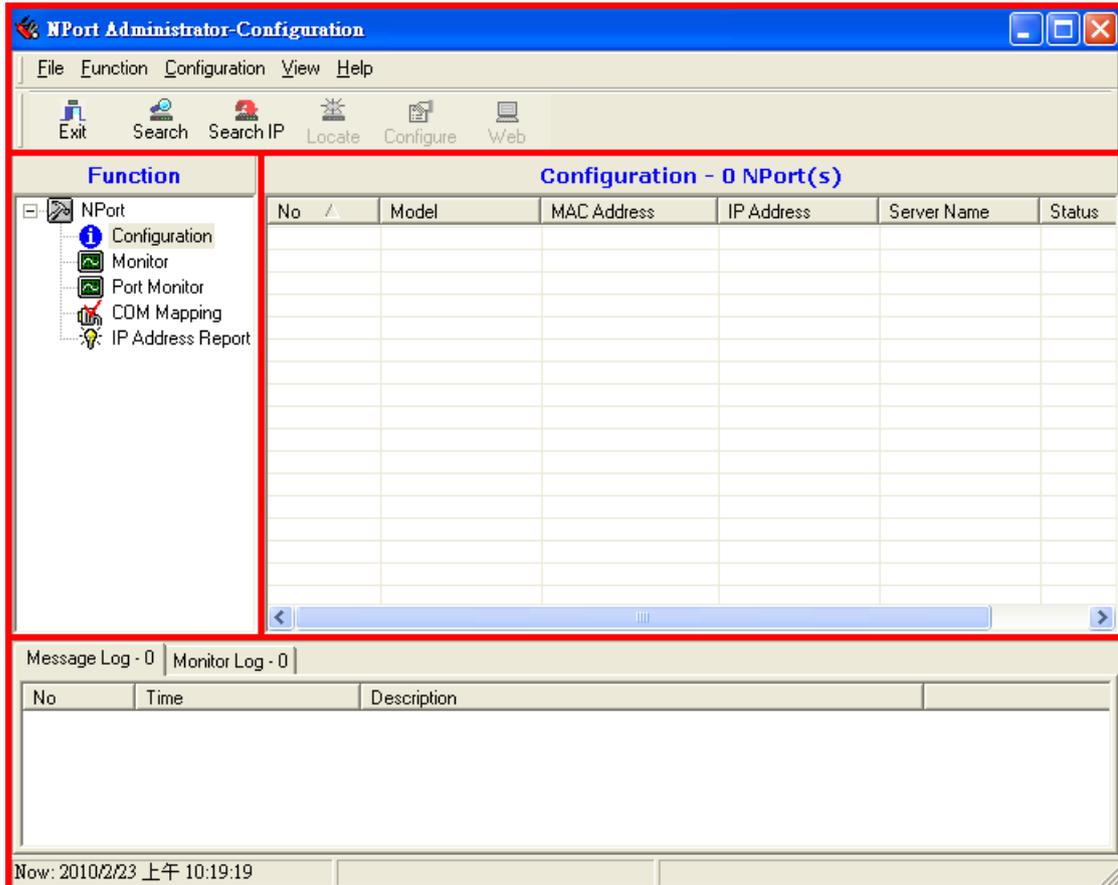 NPort Administrator-Configuration
File Function Configuration View Help
Exit Search Search IP Locate Configure Web
Function
NPort
Configuration
Monitor
Port Monitor
COM Mapping
IP Address Report
Configuration - 0 NPort(s)
No Model MAC Address IP Address Server Name Status
Message Log - 0 Monitor Log - 0
No Time Description
Now: 2010/2/23 上午 10:19:19